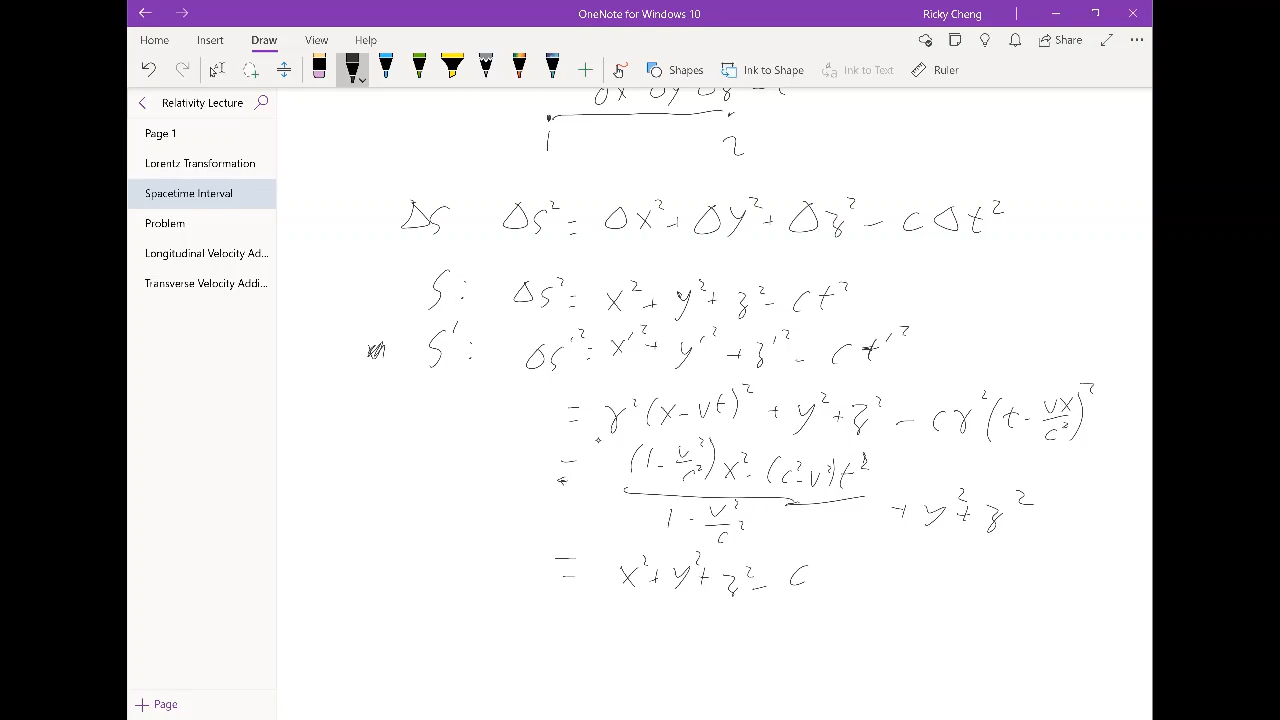 OneNote for Windows 10
Ricky Cheng
Home Insert Draw View Help
Share
Shapes Ink to Shape Ink to Text Ruler
Relativity Lecture
Page 1
Lorentz Transformation
Spacetime Interval
Problem
Longitudinal Velocity Ad...
Transverse Velocity Addi...
Page
1 2
ΔS ΔS² = Δx² + Δy² + Δz² - cΔt²
S: ΔS² = x² + y² + z² - ct²
S': ΔS'² = x'² + y'² + z'² - ct'²
= γ²(x - vt)² + y² + z² - cγ²(t - vx/c²)²
= ((1 - v²/c²)x² - (c² - v²)t²)/(1 - v²/c²) + y² + z²
= x² + y² + z² - c